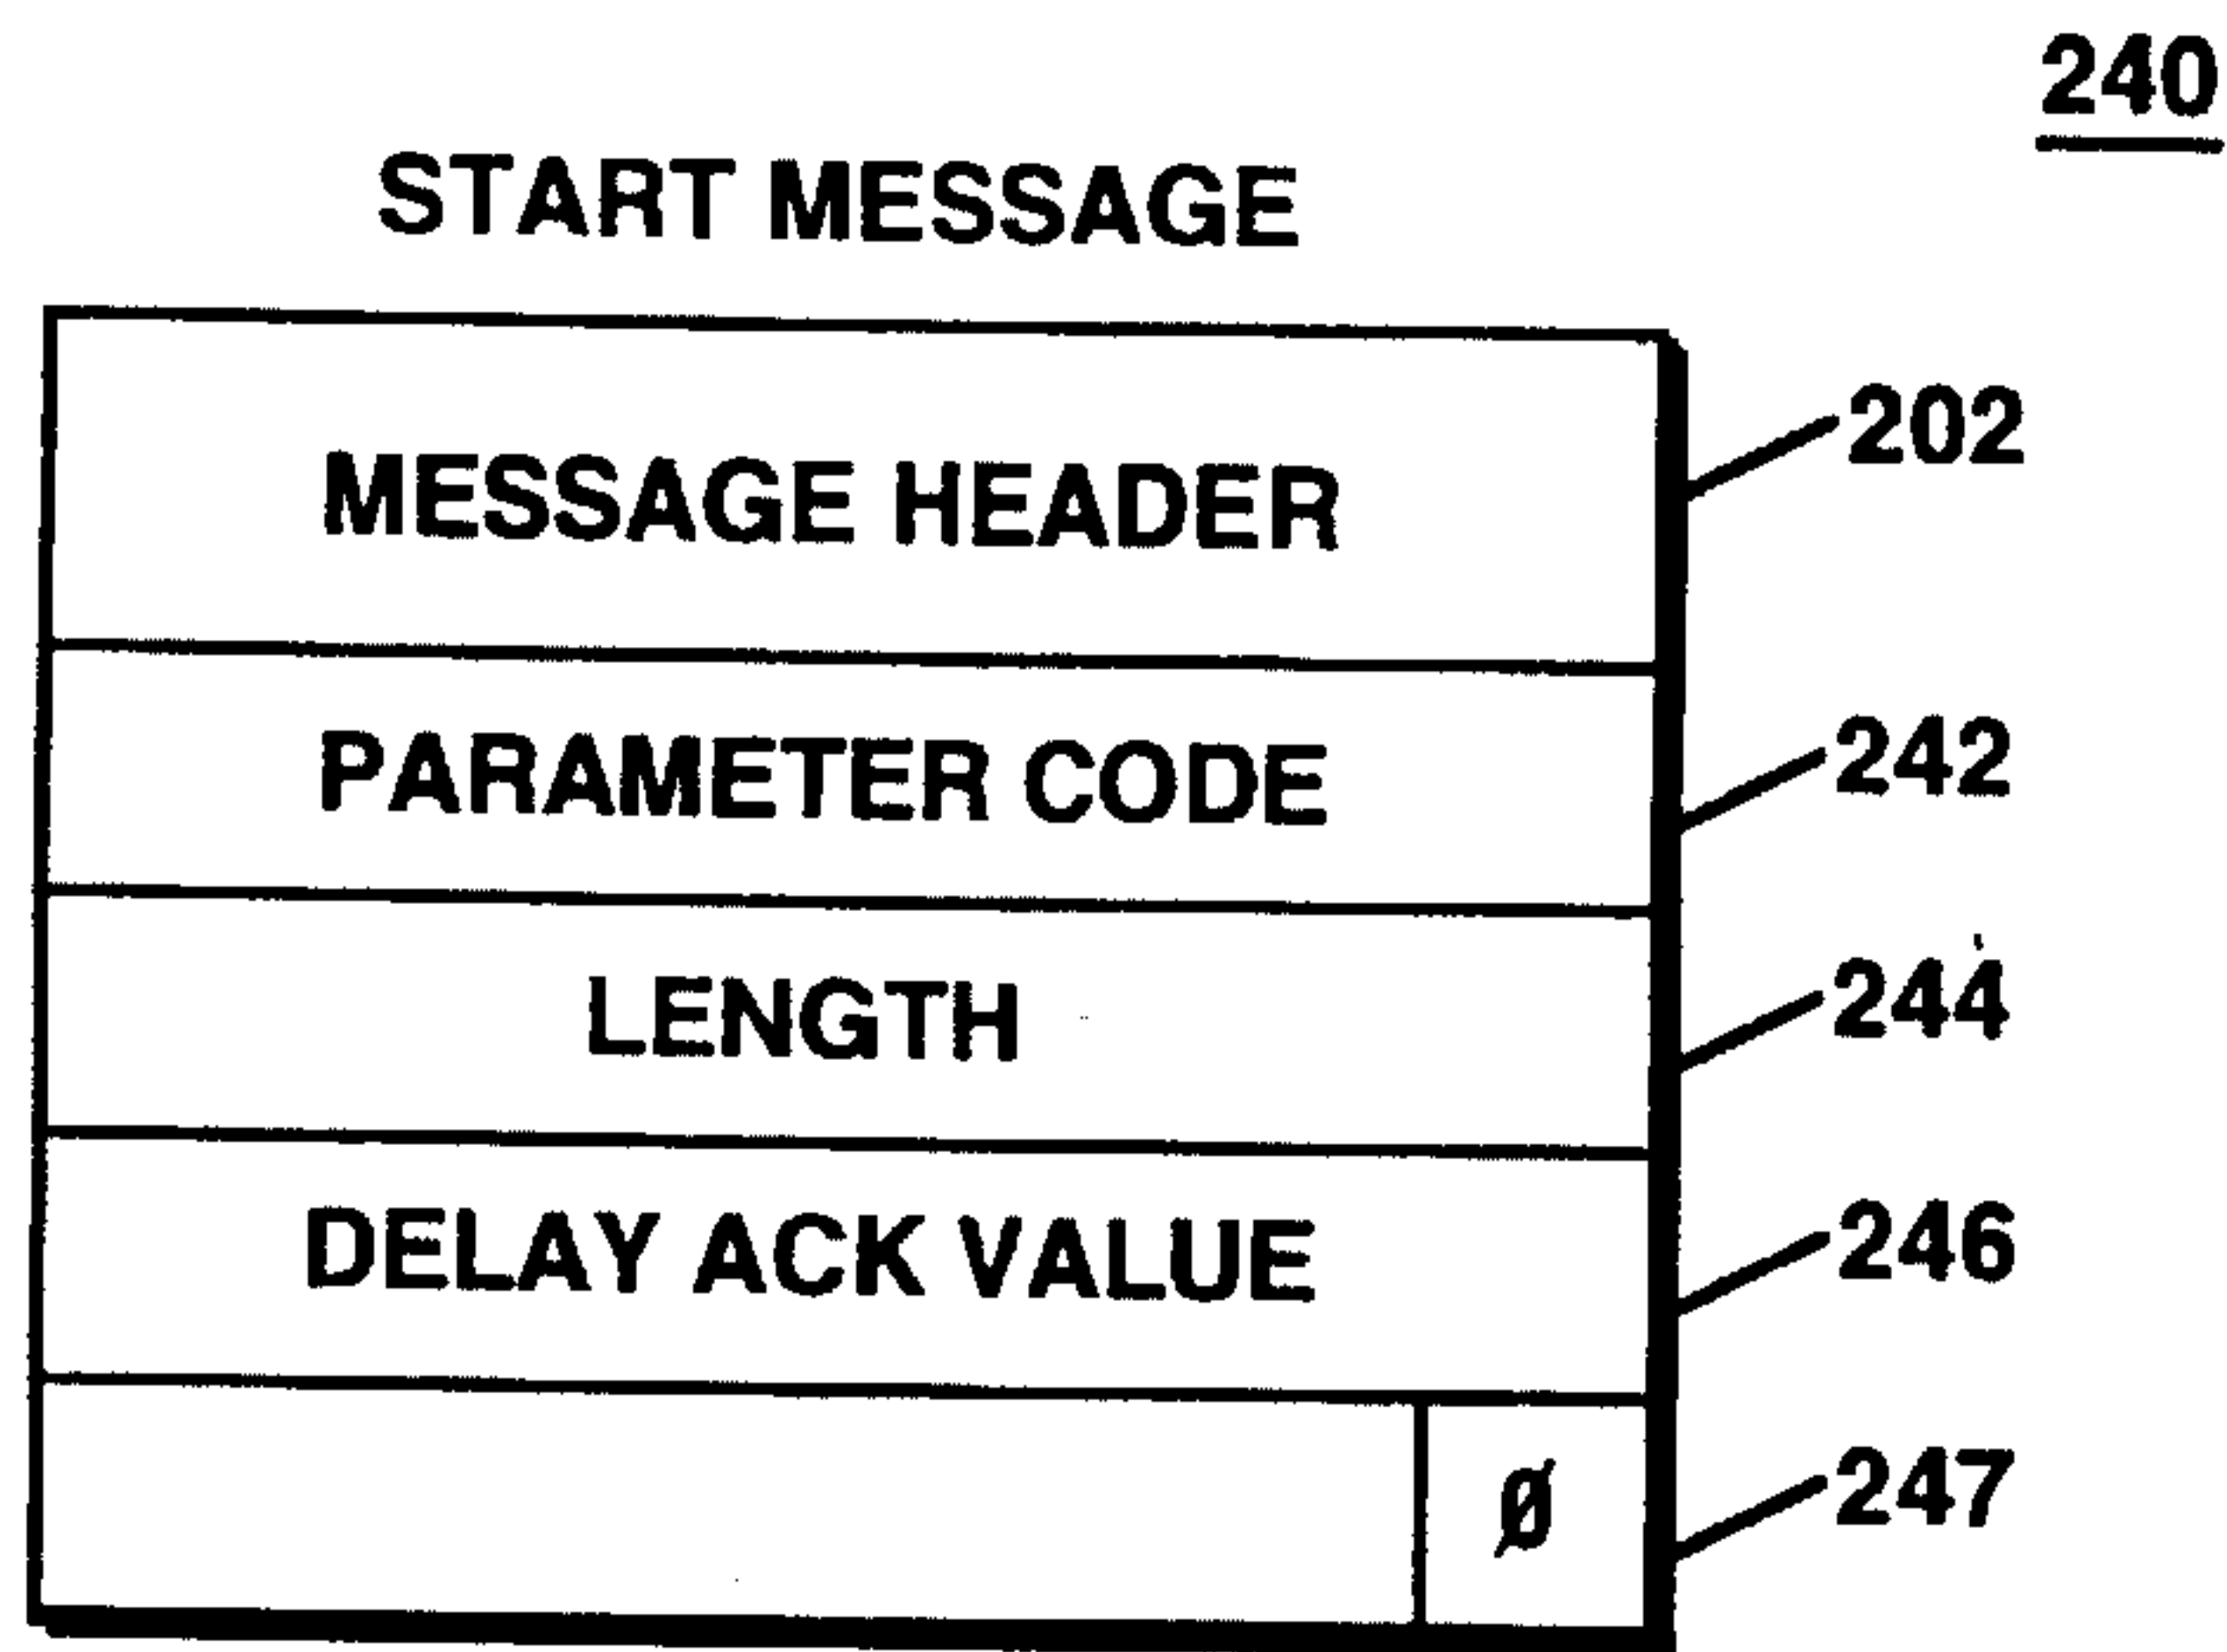 240
START MESSAGE
MESSAGE HEADER 202
PARAMETER CODE 242
LENGTH 244
DELAY ACK VALUE 246
Ø 247